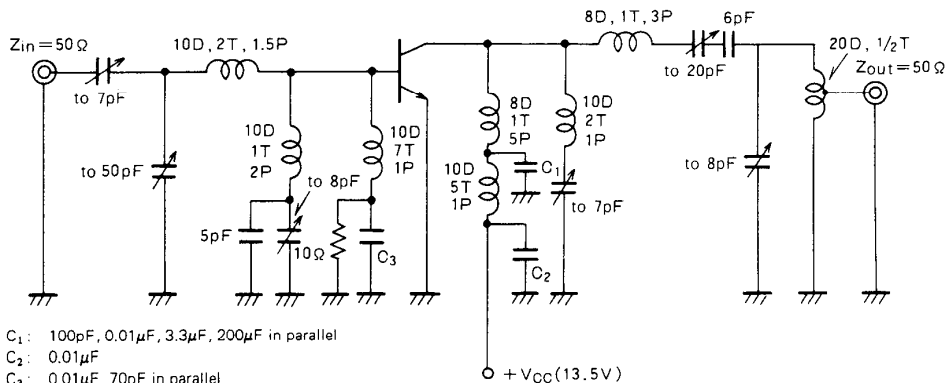 Zin=50Ω
to 7pF
10D, 2T, 1.5P
to 50pF
10D
1T
2P
to 8pF
5pF
10Ω
10D
7T
1P
C3
8D
1T
5P
10D
5T
1P
C1
C2
10D
2T
1P
to 7pF
8D, 1T, 3P
to 20pF
6pF
to 8pF
20D, 1/2T
Zout=50Ω
C1: 100pF, 0.01μF, 3.3μF, 200μF in parallel
C2: 0.01μF
C3: 0.01μF, 70pF in parallel
+VCC(13.5V)